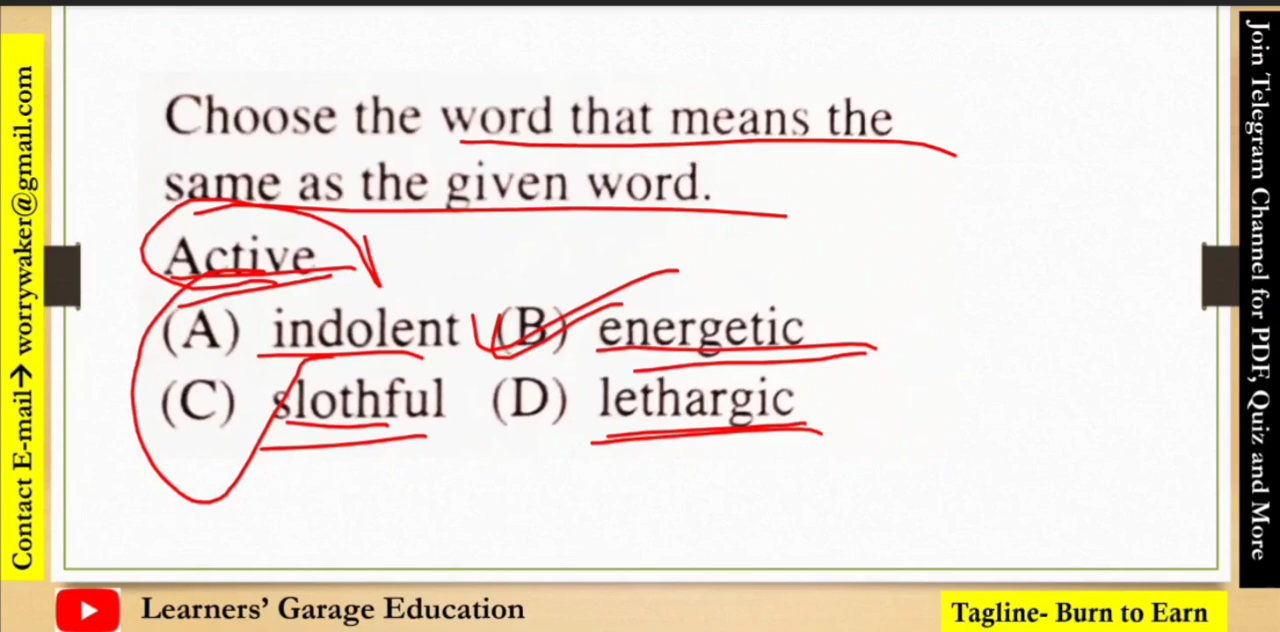 Choose the word that means the
same as the given word.
Active
(A) indolent (B) energetic
(C) slothful (D) lethargic
Contact E-mail→ worrywaker@gmail.com
Join Telegram Channel for PDF, Quiz and More
Learners’ Garage Education
Tagline- Burn to Earn